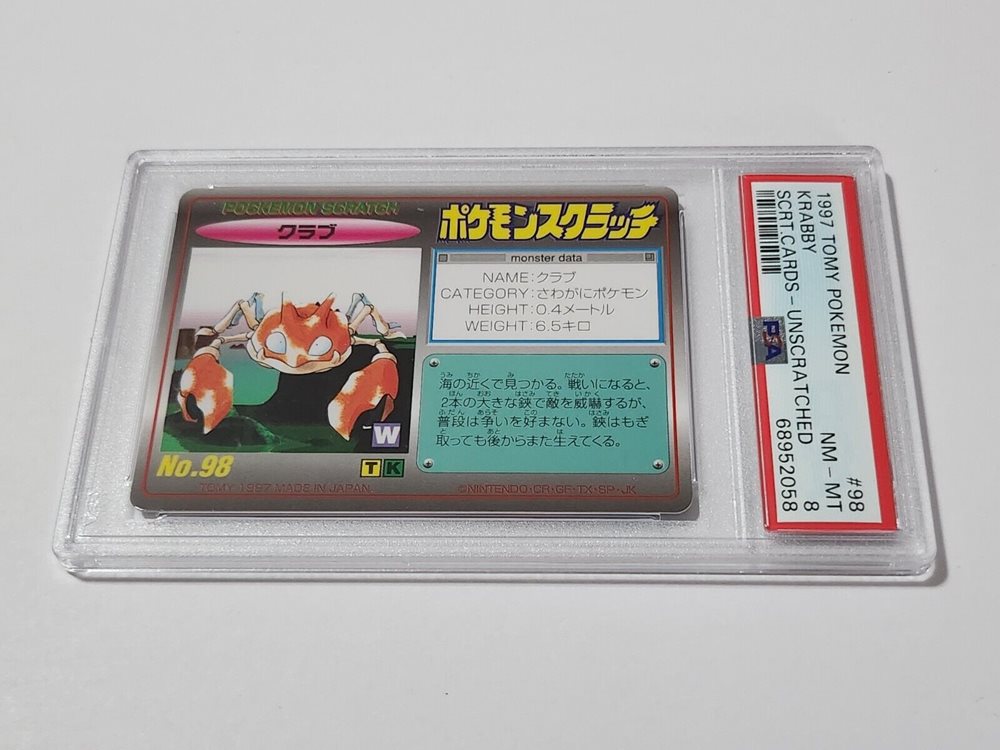 POCKEMON SCRATCH
クラブ
No.98
W
T K
TOMY 1997 MADE IN JAPAN
ポケモンスクラッチ
monster data
NAME:クラブ
CATEGORY:さわがにポケモン
HEIGHT:0.4メートル
WEIGHT:6.5キロ
海の近くで見つかる。戦いになると、
2本の大きな鋏で敵を威嚇するが、
普段は争いを好まない。鋏はもぎ
取っても後からまた生えてくる。
©NINTENDO・CR・GE・TX・SP・JK
1997 TOMY POKEMON #98
KRABBY NM-MT
SCRT.CARDS-UNSCRATCHED 8
68952058
PSA